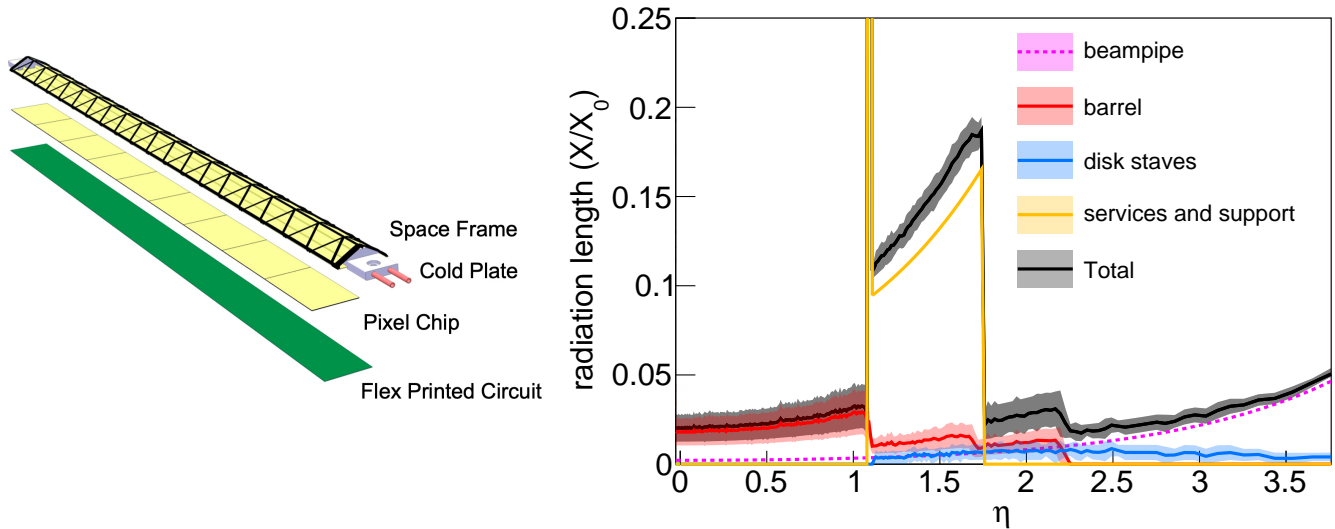 Space Frame
Cold Plate
Pixel Chip
Flex Printed Circuit
radiation length (X/X₀)
0.25
0.2
0.15
0.1
0.05
0
beampipe
barrel
disk staves
services and support
Total
0 0.5 1 1.5 2 2.5 3 3.5
η